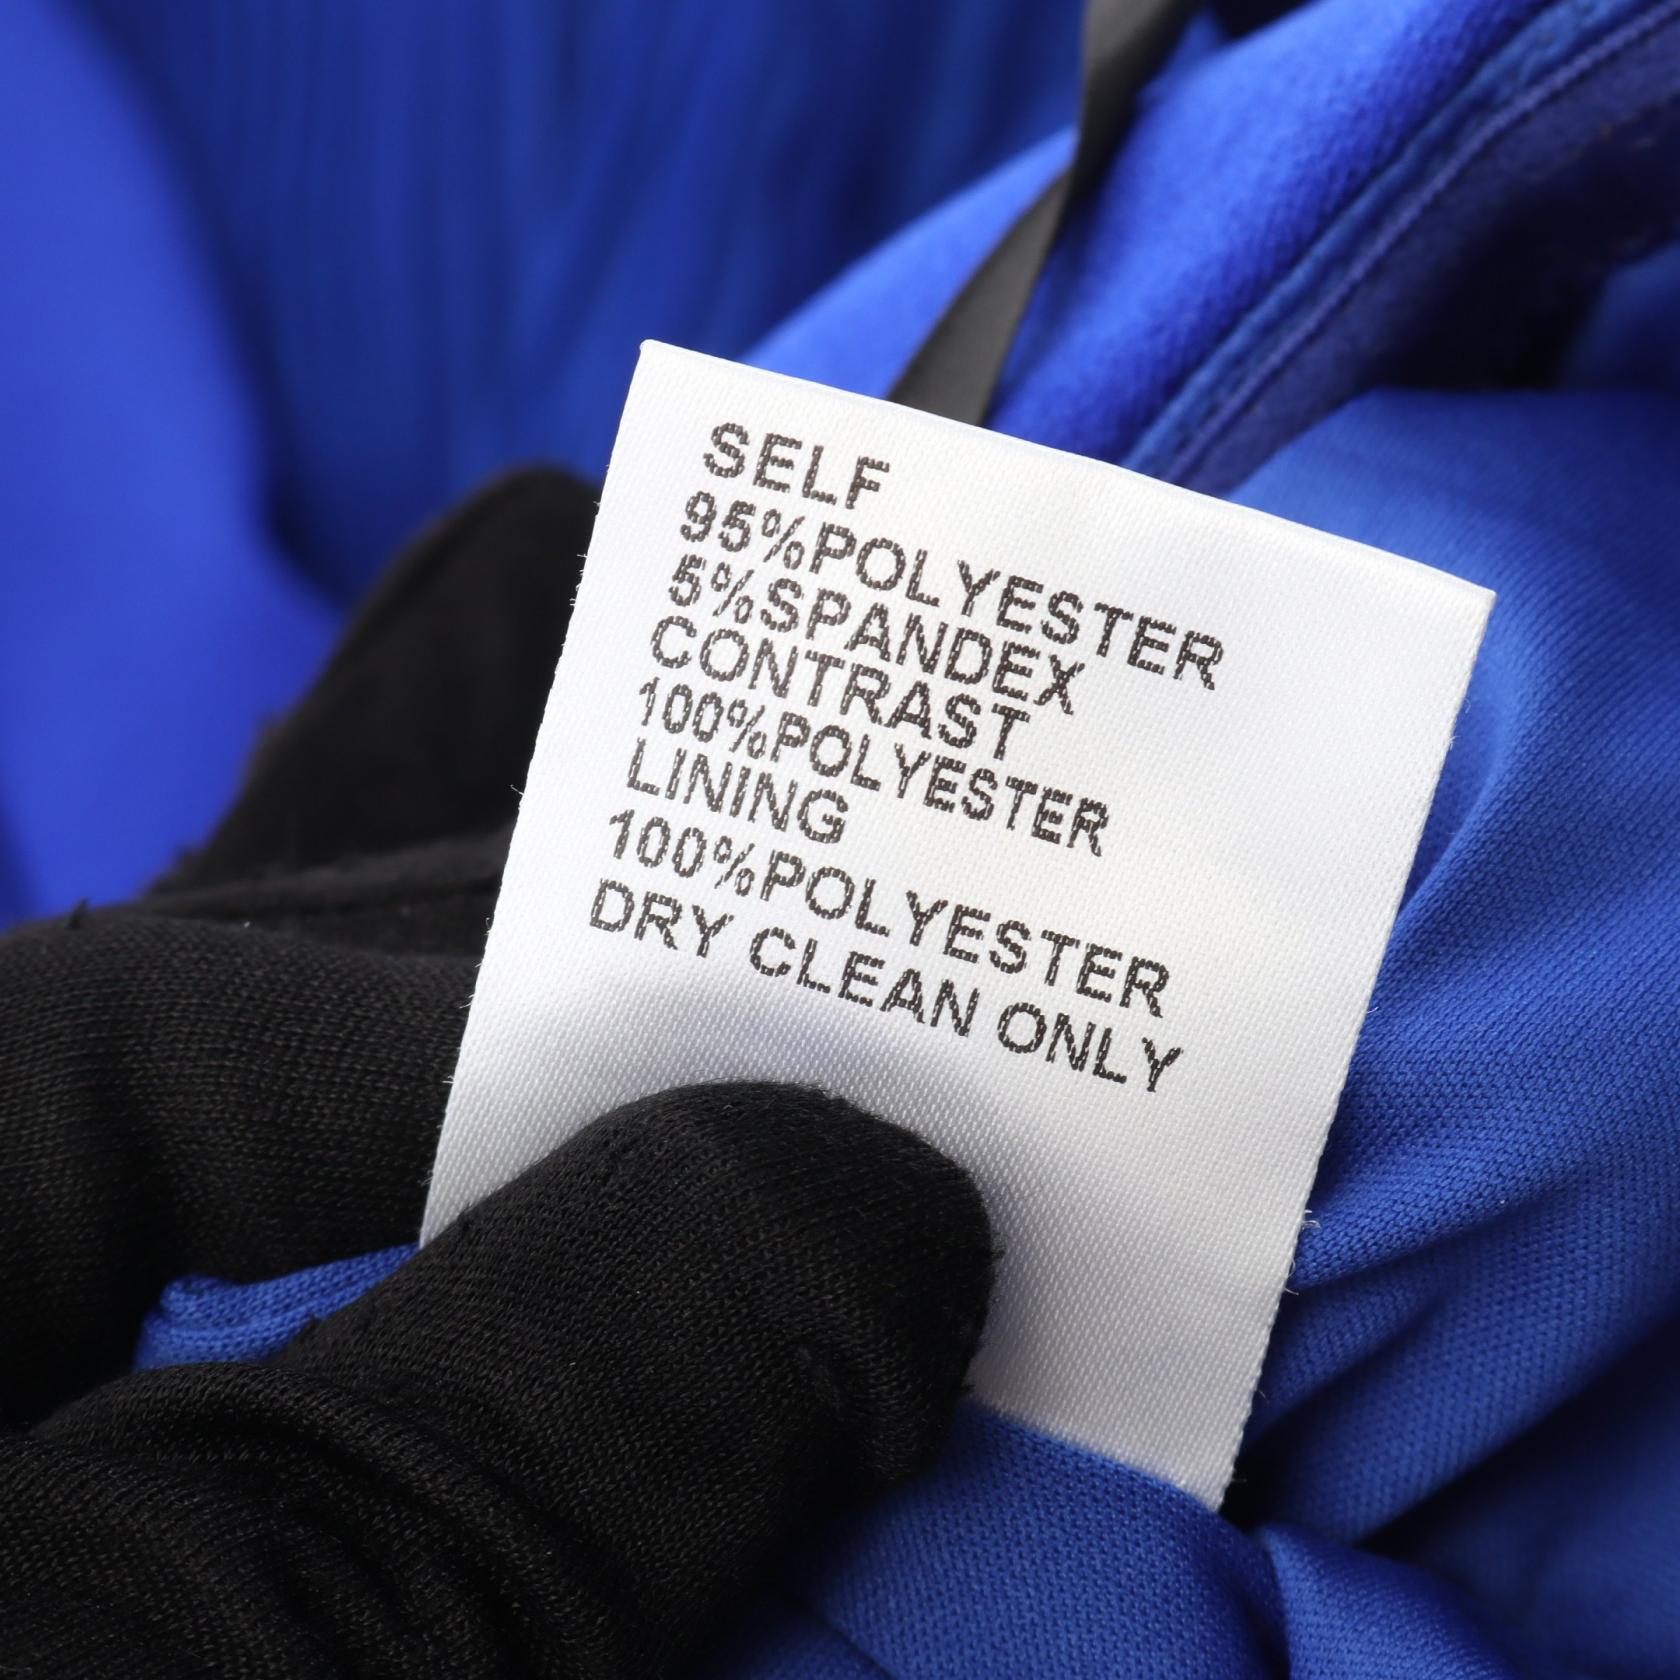 SELF
95%POLYESTER
5%SPANDEX
CONTRAST
100%POLYESTER
LINING
100%POLYESTER
DRY CLEAN ONLY